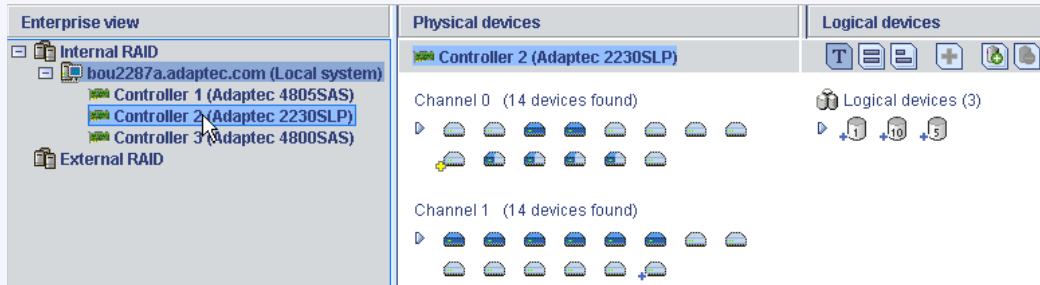 Enterprise view
Internal RAID
bou2287a.adaptec.com (Local system)
Controller 1 (Adaptec 4805SAS)
Controller 2 (Adaptec 2230SLP)
Controller 3 (Adaptec 4800SAS)
External RAID
Physical devices
Controller 2 (Adaptec 2230SLP)
Channel 0 (14 devices found)
Channel 1 (14 devices found)
Logical devices
T
Logical devices (3)
1 10 5